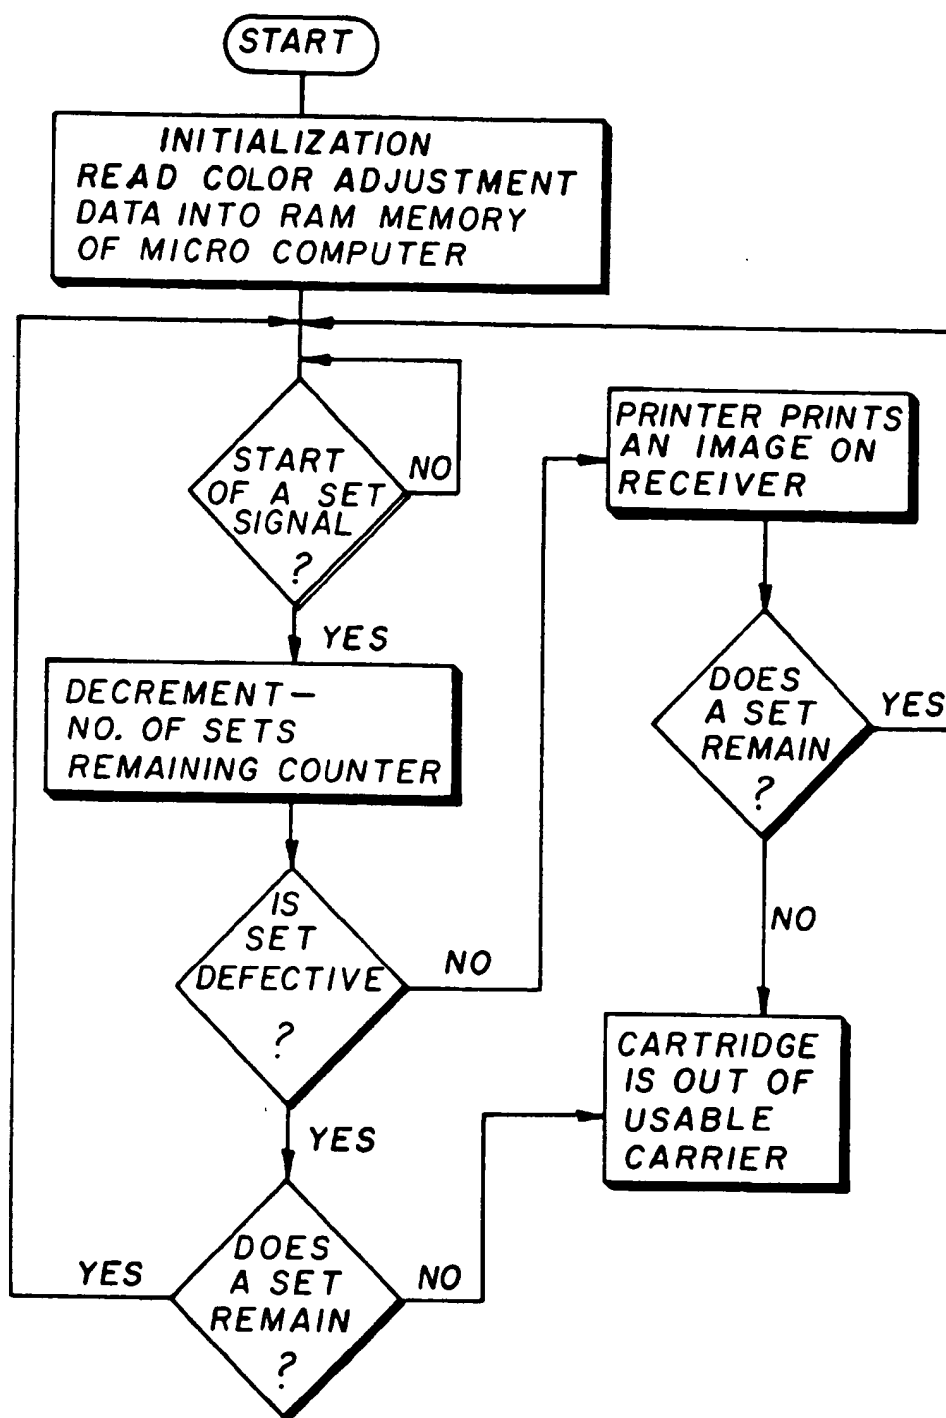 START
INITIALIZATION
READ COLOR ADJUSTMENT
DATA INTO RAM MEMORY
OF MICRO COMPUTER
START
OF A SET
SIGNAL
?
NO
YES
DECREMENT-
NO. OF SETS
REMAINING COUNTER
IS
SET
DEFECTIVE
?
NO
YES
DOES
A SET
REMAIN
?
YES
NO
PRINTER PRINTS
AN IMAGE ON
RECEIVER
DOES
A SET
REMAIN
?
YES
NO
CARTRIDGE
IS OUT OF
USABLE
CARRIER